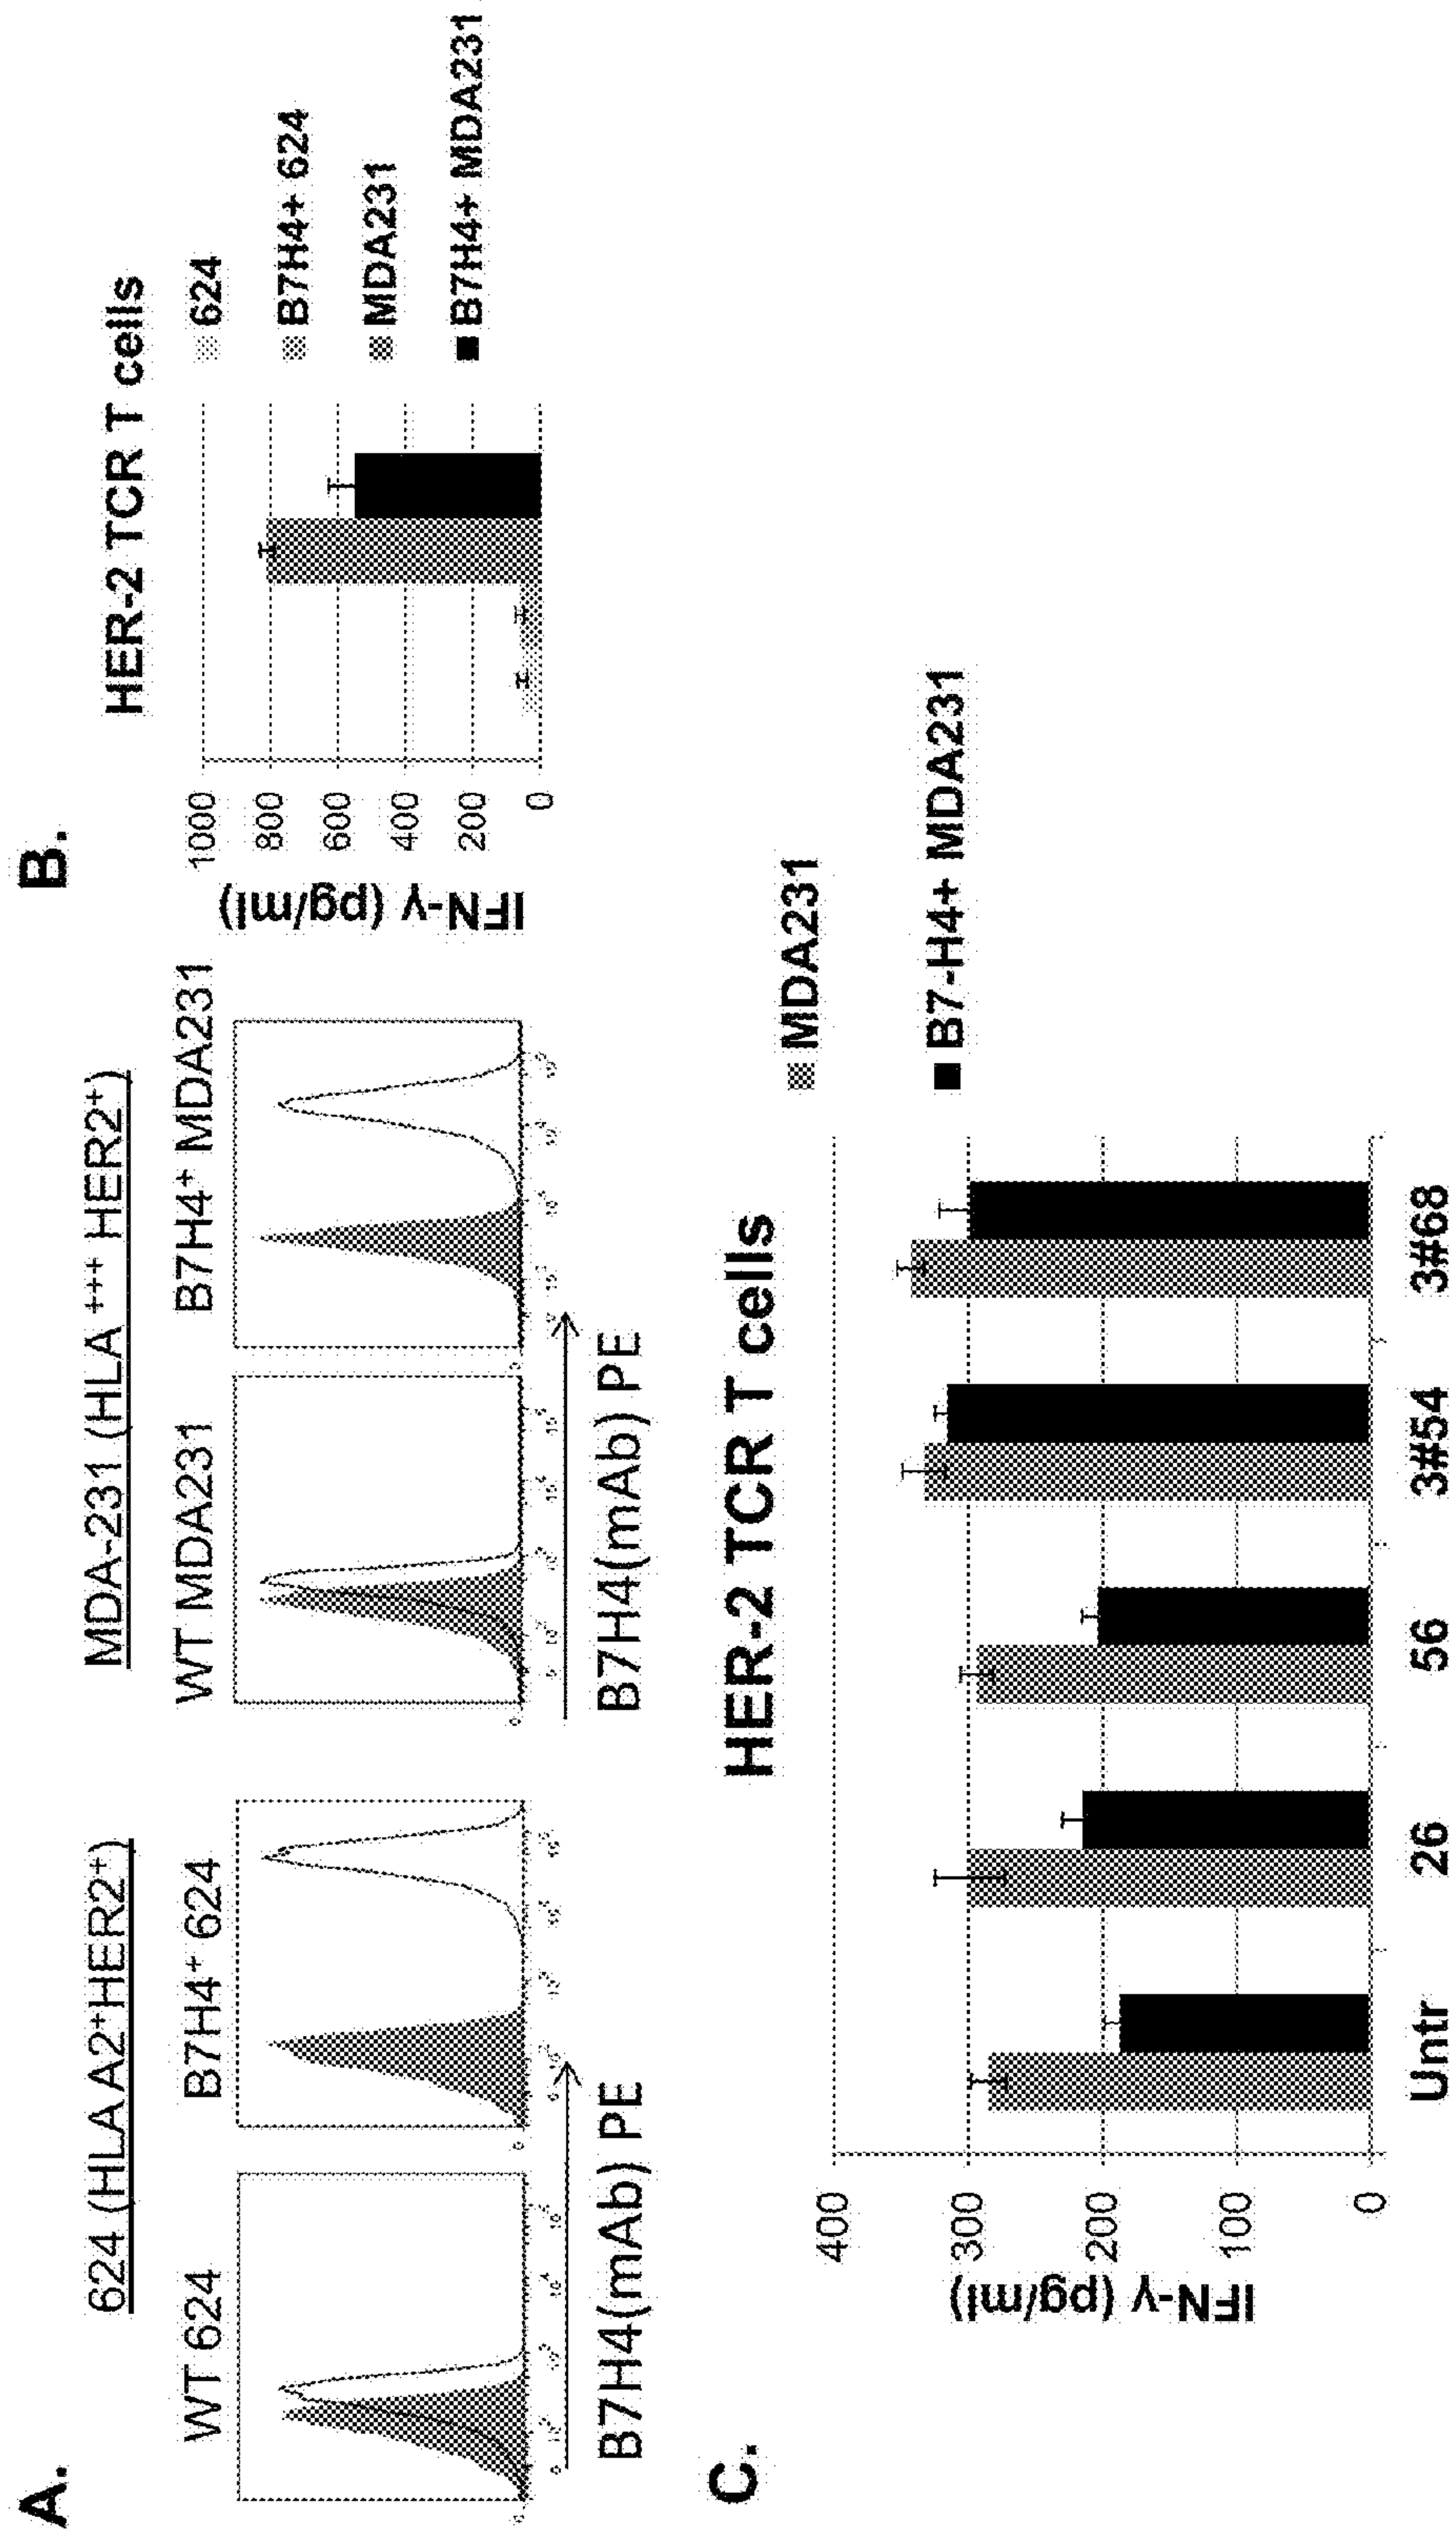 A.
624 (HLA A2+HER2+)
WT 624
B7H4+ 624
B7H4(mAb) PE
MDA-231 (HLA +++ HER2+)
WT MDA231
B7H4+ MDA231
B7H4(mAb) PE
B.
HER-2 TCR T cells
IFN-γ (pg/ml)
1000
800
600
400
200
0
624
B7H4+ 624
MDA231
B7H4+ MDA231
C.
HER-2 TCR T cells
IFN-γ (pg/ml)
400
300
200
100
0
Untr
26
56
3#54
3#68
MDA231
B7-H4+ MDA231